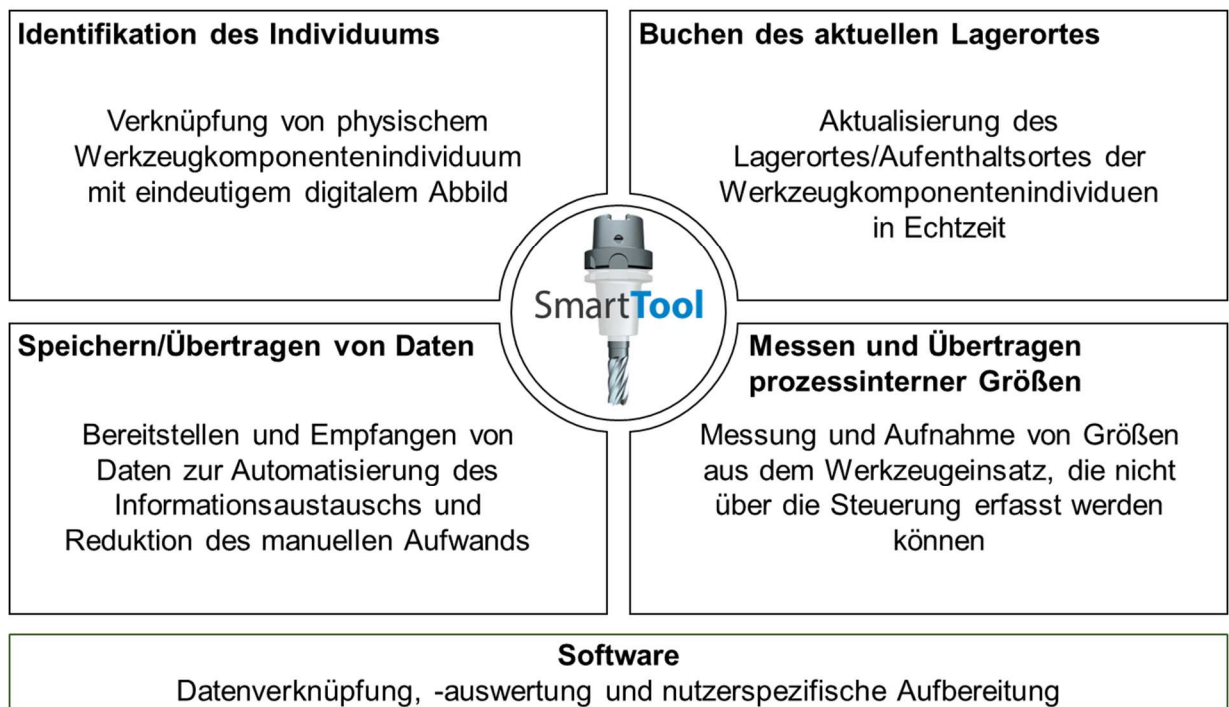 Identifikation des Individuums
Verknüpfung von physischem
Werkzeugkomponentenindividuum
mit eindeutigem digitalem Abbild
Buchen des aktuellen Lagerortes
Aktualisierung des
Lagerortes/Aufenthaltsortes der
Werkzeugkomponentenindividuen
in Echtzeit
SmartTool
Speichern/Übertragen von Daten
Bereitstellen und Empfangen von
Daten zur Automatisierung des
Informationsaustauschs und
Reduktion des manuellen Aufwands
Messen und Übertragen
prozessinterner Größen
Messung und Aufnahme von Größen
aus dem Werkzeugeinsatz, die nicht
über die Steuerung erfasst werden
können
Software
Datenverknüpfung, -auswertung und nutzerspezifische Aufbereitung